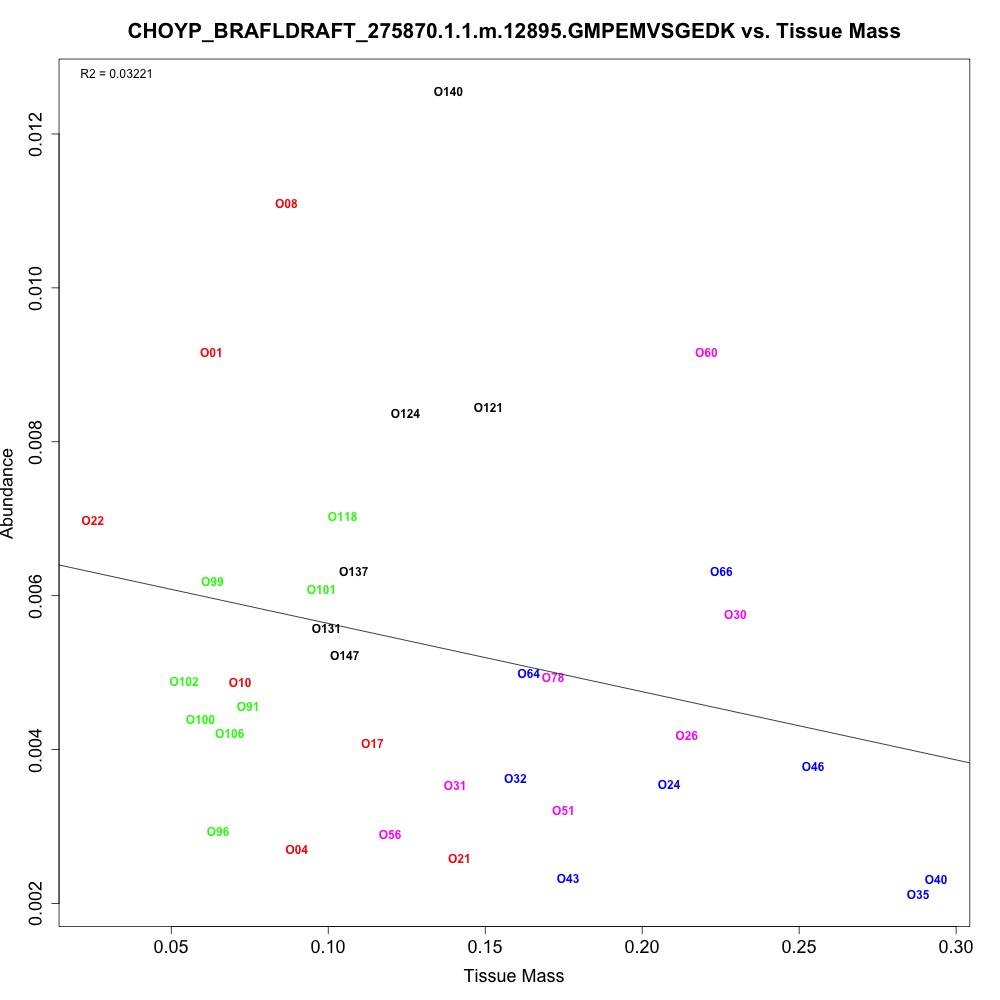 CHOYP_BRAFLDRAFT_275870.1.1.m.12895.GMPEMVSGEDK vs. Tissue Mass
R2 = 0.03221
O140
O08
O01
O60
O124
O121
O22
O118
O99
O137
O101
O66
O30
O131
O147
O102
O10
O64
O78
O91
O100
O106
O17
O26
O31
O32
O24
O46
O51
O96
O56
O04
O21
O43
O40
O35
0.012
0.010
0.008
0.006
0.004
0.002
Abundance
0.05 0.10 0.15 0.20 0.25 0.30
Tissue Mass